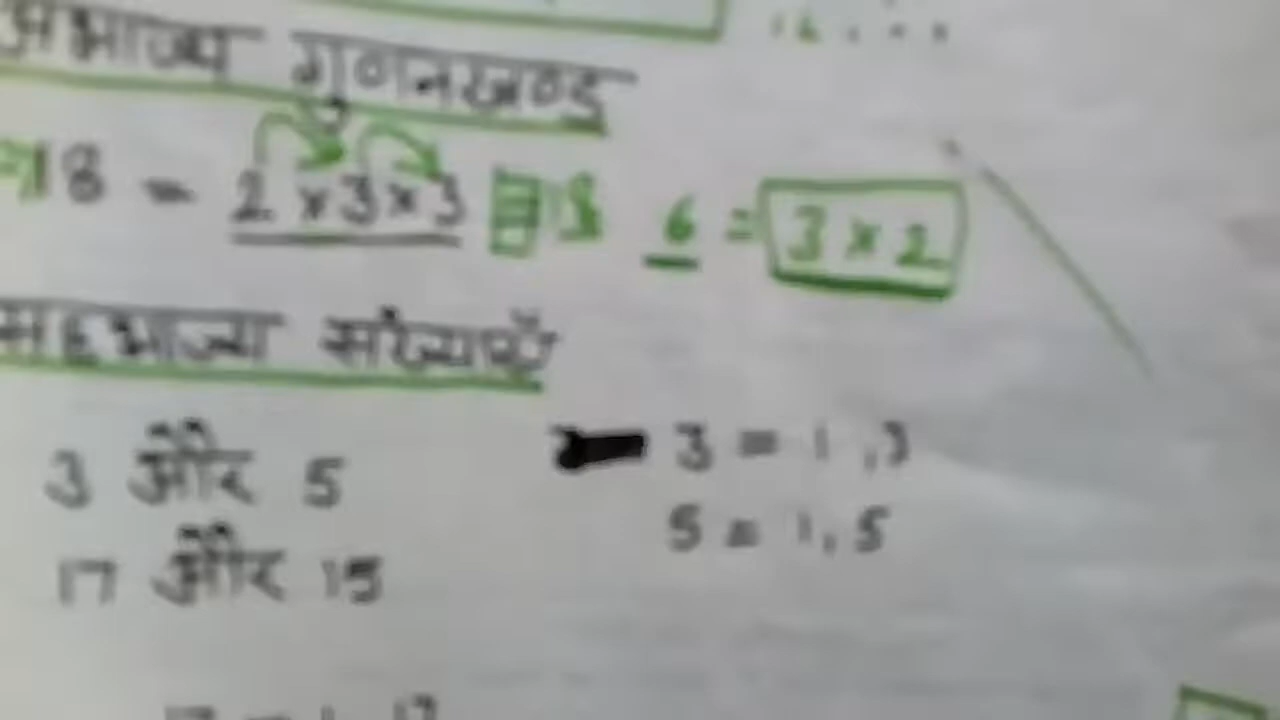 अभाज्य गुणनखण्ड
18 = 2 x 3 x 3 18 6 = 3 x 2
सहभाज्य संख्याएँ
3 और 5 3 = 1, 3
5 = 1, 5
17 और 15